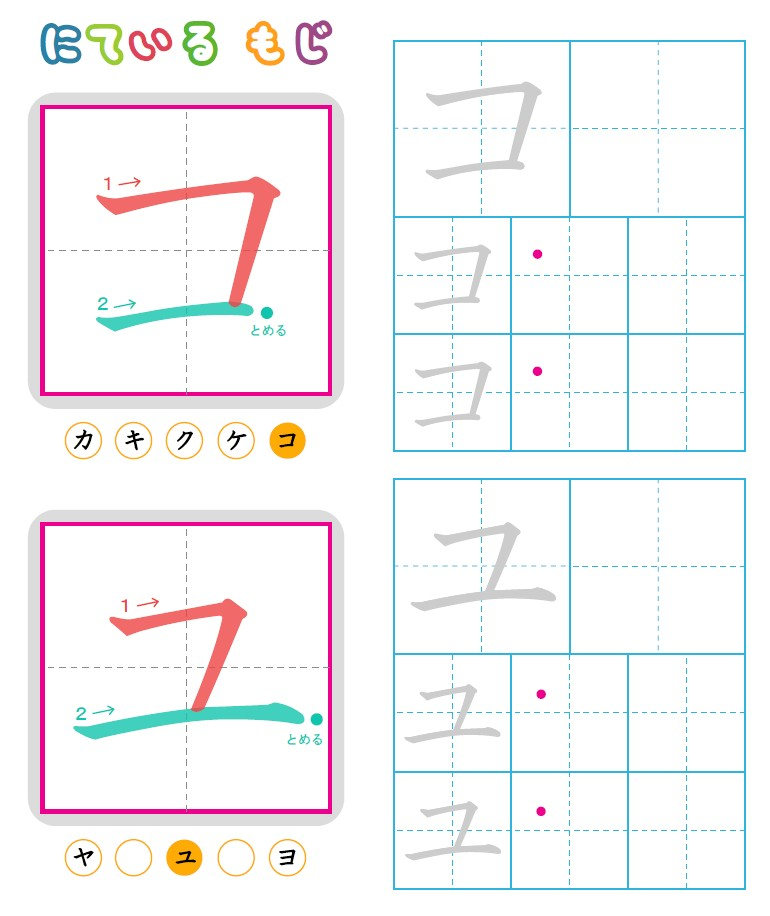 にている もじ
1→
2→
とめる
コ
カ キ ク ケ コ
コ
コ
コ
1→
2→
とめる
ユ
ヤ ユ ヨ
ユ
ユ
ユ